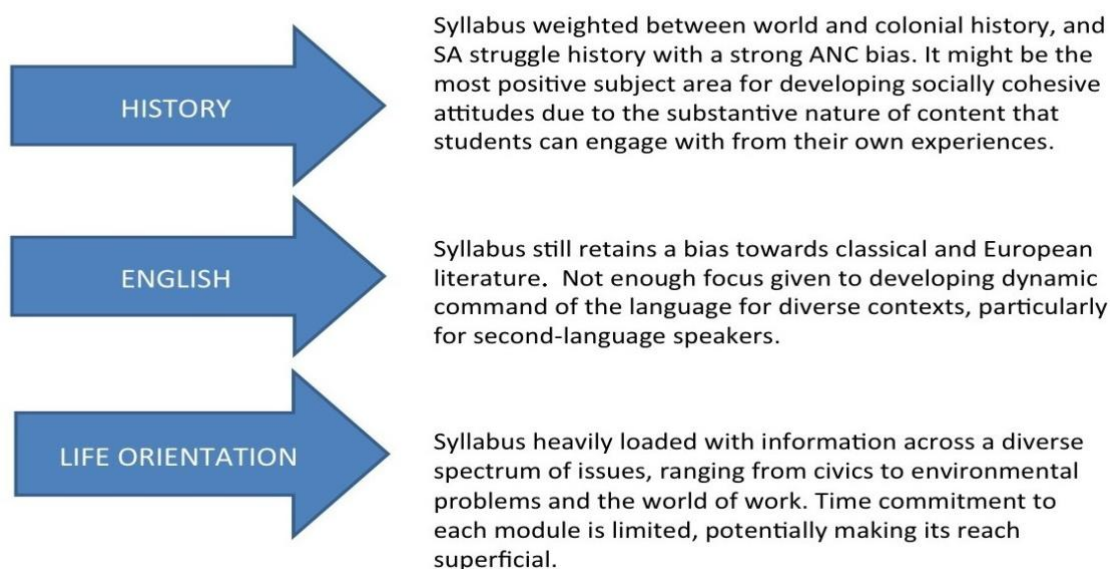 HISTORY
Syllabus weighted between world and colonial history, and
SA struggle history with a strong ANC bias. It might be the
most positive subject area for developing socially cohesive
attitudes due to the substantive nature of content that
students can engage with from their own experiences.
ENGLISH
Syllabus still retains a bias towards classical and European
literature.  Not enough focus given to developing dynamic
command of the language for diverse contexts, particularly
for second-language speakers.
LIFE ORIENTATION
Syllabus heavily loaded with information across a diverse
spectrum of issues, ranging from civics to environmental
problems and the world of work. Time commitment to
each module is limited, potentially making its reach
superficial.